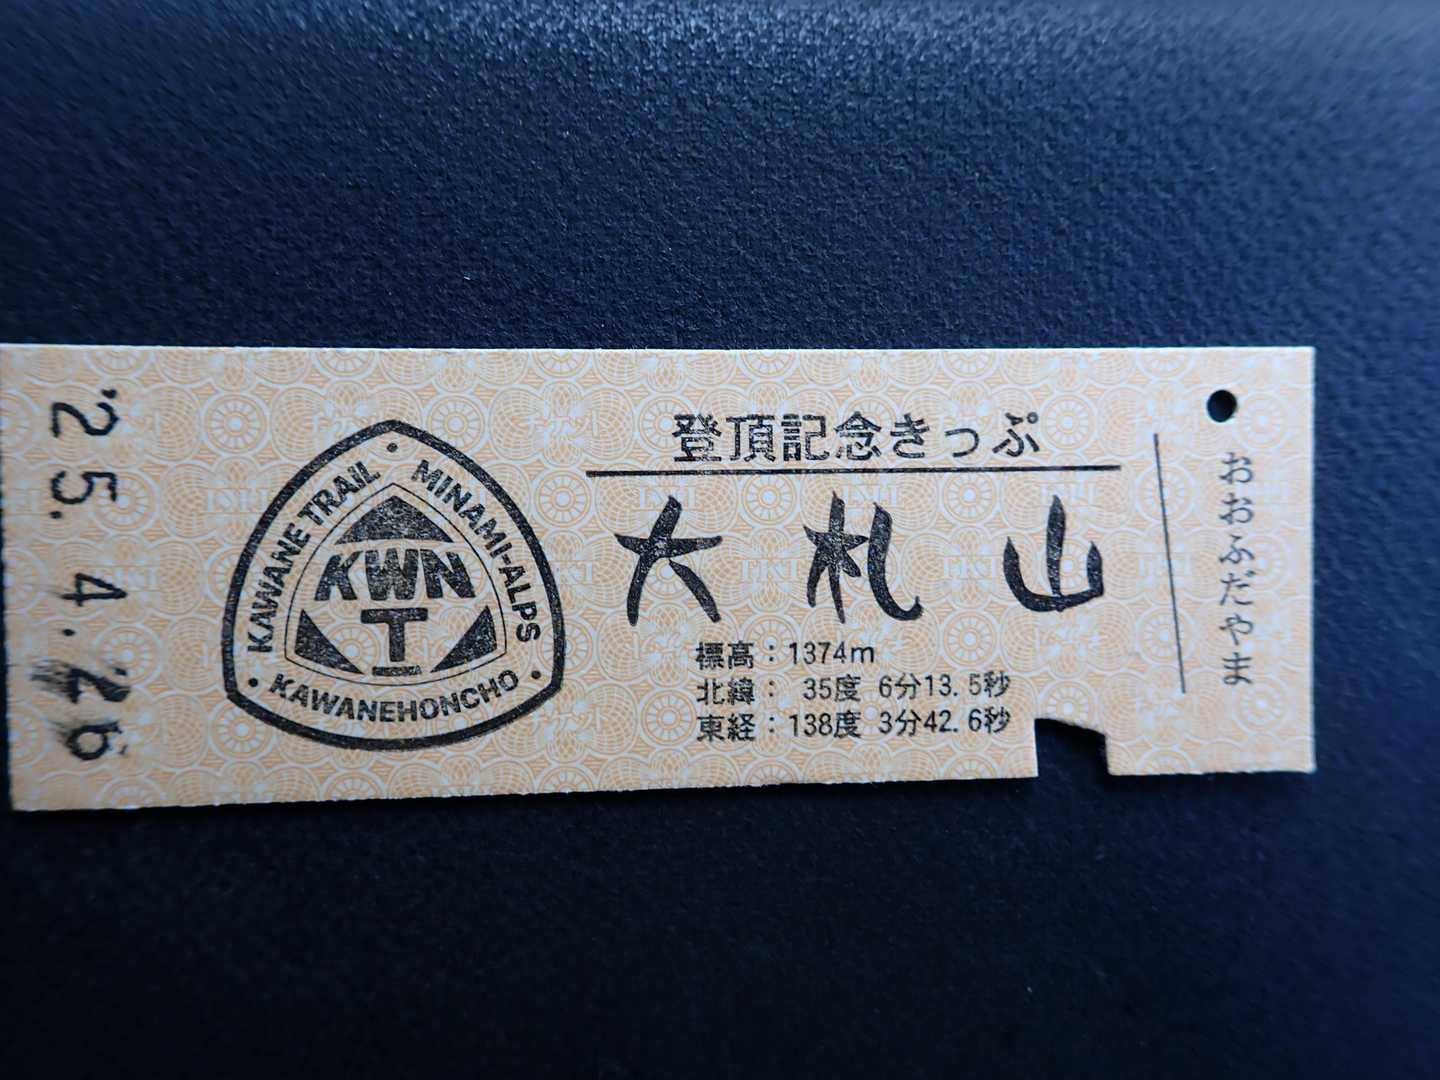 '25.4.26
KAWANE TRAIL • MINAMI-ALPS • KAWANEHONCHO •
KWN
T
登頂記念きっぷ
大札山
標高：1374m
北緯： 35度 6分13.5秒
東経：138度 3分42.6秒
おおふだやま